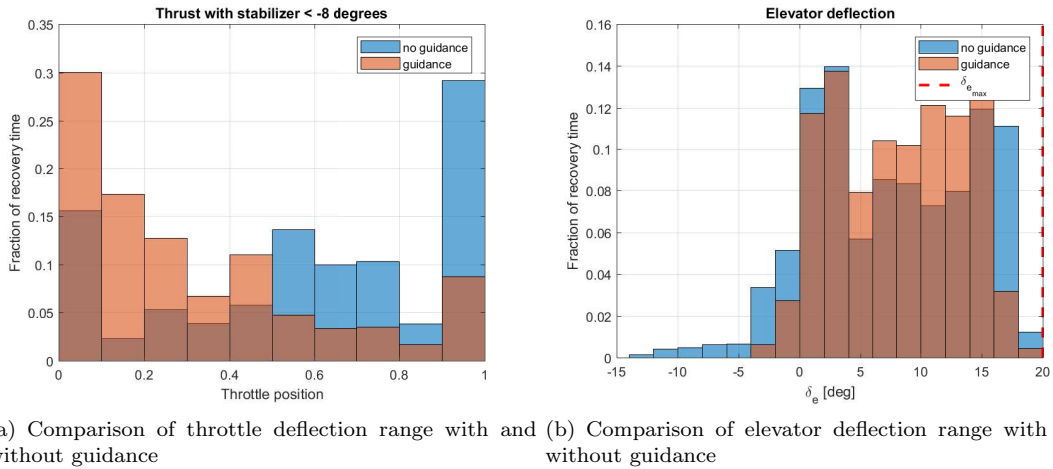 Thrust with stabilizer < -8 degrees
0.35
0.3
0.25
0.2
0.15
0.1
0.05
0
Fraction of recovery time
no guidance
guidance
0 0.2 0.4 0.6 0.8 1
Throttle position
Elevator deflection
0.16
0.14
0.12
0.1
0.08
0.06
0.04
0.02
0
Fraction of recovery time
no guidance
guidance
δ_e_max
-15 -10 -5 0 5 10 15 20
δ_e [deg]
a) Comparison of throttle deflection range with and
without guidance
(b) Comparison of elevator deflection range with
without guidance